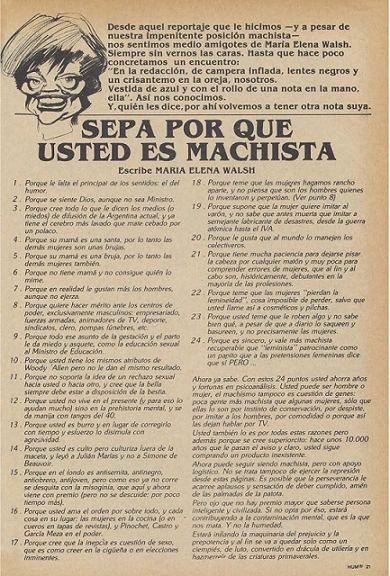 Desde aquel reportaje que le hicimos —y a pesar de
nuestra impenitente posición machista—
nos sentimos medio amigotes de María Elena Walsh.
Siempre sin vernos las caras. Hasta que hace poco
concretamos un encuentro:
"En la redacción, de campera inflada, lentes negros y
un crisantemo en la oreja, nosotros.
Vestida de azul y con el rollo de una nota en la mano,
ella". Así nos conocimos.
Y, quién les dice, por ahí volvemos a tener otra nota suya.
SEPA POR QUE
USTED ES MACHISTA
Escribe MARIA ELENA WALSH
1 . Porque le falta el principal de los sentidos: el del
humor.
2 . Porque se siente Dios, aunque no sea Ministro.
3 . Porque cree todo lo que le dicen los medios (o
miedos) de difusión de la Argentina actual, y ya
tiene el cerebro más lavado que mate cebado por
un polaco.
4 . Porque su mamá es una santa, por lo tanto las
demás mujeres son unas brujas.
5 . Porque su mamá es una bruja, por lo tanto las
demás mujeres también.
6 . Porque no tiene mamá y no consigue quién lo
mime.
7 . Porque en realidad le gustan más los hombres,
aunque no ejerza.
8 . Porque quiere hacer mérito ante los centros de
poder, exclusivamente masculinos: empresariado,
fuerzas armadas, animadores de TV, deporte,
sindicatos, clero, pompas fúnebres, etc.
9 . Porque todo ese asunto de la gestación y el parto
le da miedo y asquete, como la educación sexual
al Ministro de Educación.
10 . Porque usted tiene los mismos atributos de
Woody Allen pero no le dan el mismo resultado.
11 . Porque no soporta la idea de un rechazo sexual
hacia usted o hacia otro, y cree que la bella
siempre debe estar a disposición de la bestia.
12 . Porque usted no vive en el presente (y para eso lo
ayudan mucho) sino en la prehistoria mental, y se
da manija con tangos del 40.
13 . Porque usted es burro y en lugar de corregirlo
con tiempo y esfuerzo lo disimula con
agresividad.
14 . Porque usted es culto pero culturiza fuera de la
maceta, y leyó a Julián Marías y no a Simone de
Beauvoir.
15 . Porque en el fondo es antisemita, antinegro,
antiobrero, antijoven, pero como eso ya no corre
se desquita con la misoginia, que aquí y ahora
viene con premio (pero no se descuide: por poco
tiempo más).
16 . Porque usted ama el orden por sobre todo, y cada
cosa en su lugar: las mujeres en la cocina (o en
cueros en tapas de revistas), y Pinochet, Castro y
García Meza en el poder.
17 . Porque cree que la inepcia es cuestión de sexo,
que es como creer en la cigüeña o en elecciones
inminentes.
18 . Porque teme que las mujeres hagamos rancho
aparte, y no piensa que son los hombres quienes
lo inventaron y perpetúan. (Ver punto 8)
19 . Porque supone que la mujer quiere imitar al
varón, y no sabe que antes muerta que imitar a
semejante fabricante de desastres, desde la guerra
atómica hasta el IVA.
20 . Porque le gusta que al mundo lo manejen los
colectiveros.
21 . Porque tiene mucha paciencia para dejarse pisar
la cabeza por cualquier matón y muy poca para
comprender errores de mujeres, que al fin y al
cabo son, históricamente, debutantes en la
mayoría de las profesiones.
22 . Porque teme que las mujeres "pierdan la
femineidad", cosa imposible de perder, salvo que
usted llame así a cosméticos y pilchas.
23 . Porque usted teme que le roben algo y no sabe
bien qué, a pesar de que a diario lo saqueen y
basureen, y no precisamente las mujeres.
24 . Porque es sincero, y vale más machista
recuperable que "feminista" patrocinante como
un papito que a las pretensiones femeninas dice
que sí PERO...
Ahora ya sabe. Con estos 24 puntos usted ahorra años
y fortunas en psicoanálisis. Usted puede ser hombre o
mujer, el machismo tampoco es cuestión de genes:
poca gente más machista que algunas mujeres, sólo que
ellas lo son por instinto de conservación, por despiste,
por imitar a los hombres, por comodidad o porque así
las dejan hablar por TV.
Usted también lo es por todas estas razones pero
además porque es superstición: hace unos 10.000
años que le pasan el aviso y claro, usted sigue
comprando un producto inexistente.
Ahora puede seguir siendo machista, pero con apoyo
logístico. No se trata tampoco de ejercer la represión
desde estas páginas. Es posible que la perseverancia le
acarree aplausos y sensación de deber cumplido, amén
de las palmadas de la patota.
Pero ojo que no hay premio mayor que saberse persona
inteligente y civilizada. Si no opta por eso, estará
contribuyendo a la contaminación mental, que es la que
nos mata. Y no la humedad.
Estará inflando la maquinaria del prejuicio y la
prepotencia y al fin se va a quedar solo como un
ciempiés, de luto, convertido en drácula de utilería y en
hazmerreír de las criaturas primaverales.
HUM® 21